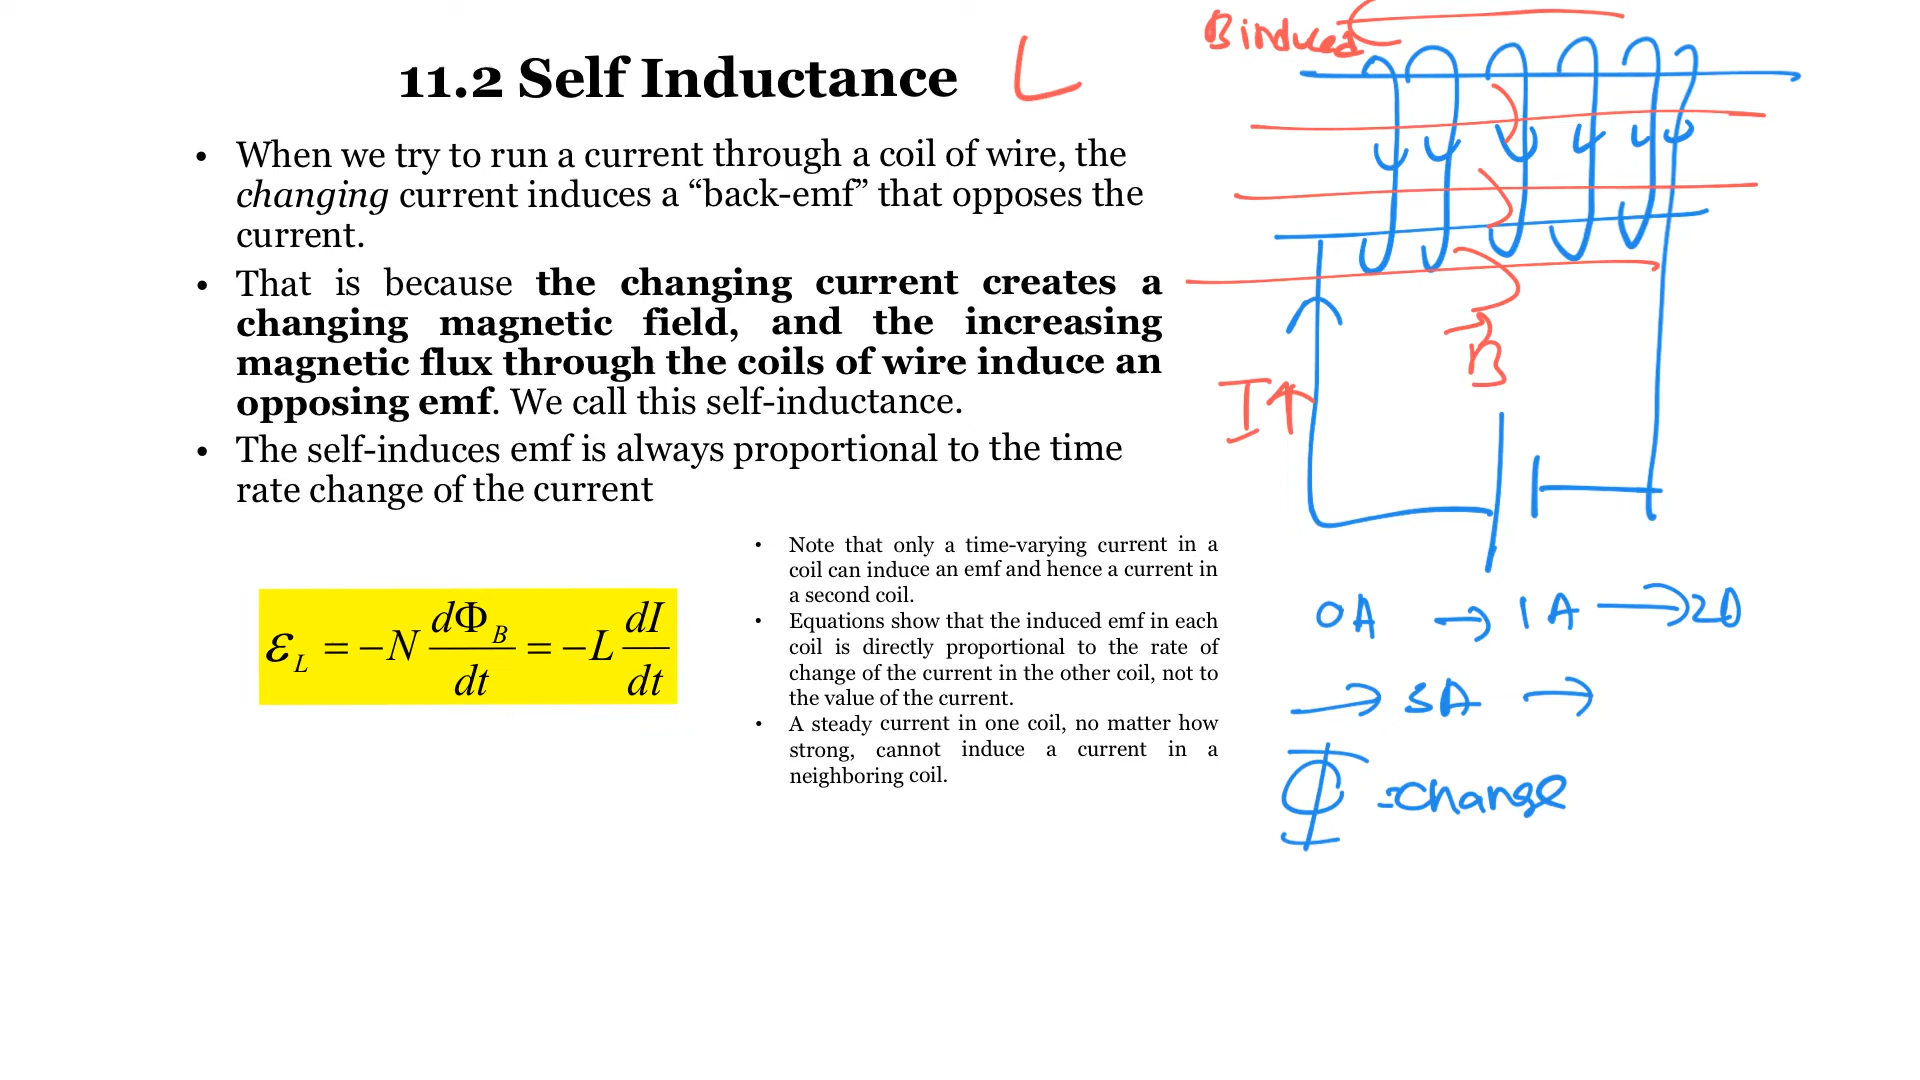 11.2 Self Inductance L
• When we try to run a current through a coil of wire, the
changing current induces a “back-emf” that opposes the
current.
• That is because the changing current creates a
changing magnetic field, and the increasing
magnetic flux through the coils of wire induce an
opposing emf. We call this self-inductance.
• The self-induces emf is always proportional to the time
rate change of the current
ε_L = −N dΦ_B/dt = −L dI/dt
• Note that only a time-varying current in a
coil can induce an emf and hence a current in
a second coil.
• Equations show that the induced emf in each
coil is directly proportional to the rate of
change of the current in the other coil, not to
the value of the current.
• A steady current in one coil, no matter how
strong, cannot induce a current in a
neighboring coil.
B induced
B
I↑
0A → 1A → 2A
→ 3A →
Φ = change